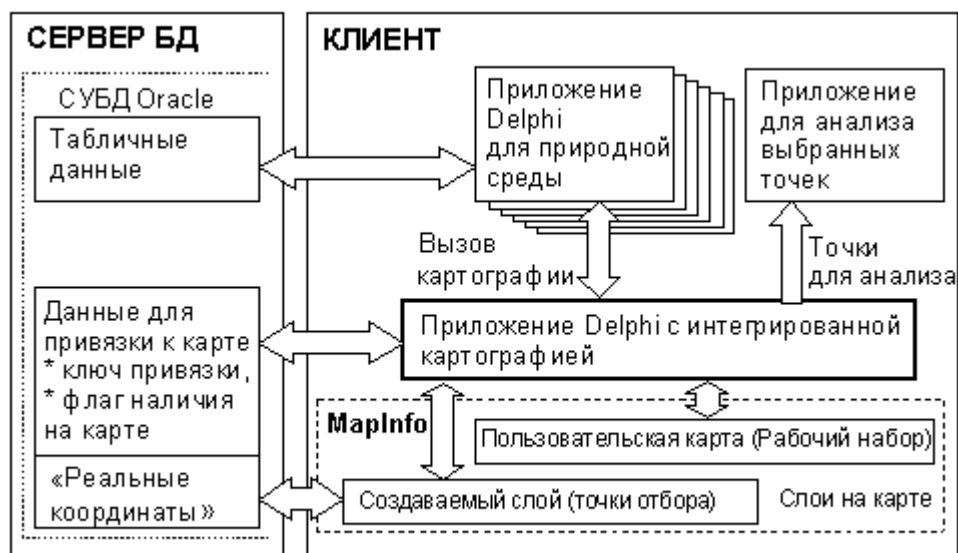 СЕРВЕР БД
СУБД Oracle
Табличные
данные
Данные для
привязки к карте
* ключ привязки,
* флаг наличия
на карте
«Реальные
координаты»
КЛИЕНТ
Приложение
Delphi
для природной
среды
Приложение
для анализа
выбранных
точек
Вызов
картографии
Точки
для анализа
Приложение Delphi с интегрированной
картографией
MapInfo
Пользовательская карта (Рабочий набор)
Создаваемый слой (точки отбора)
Слои на карте